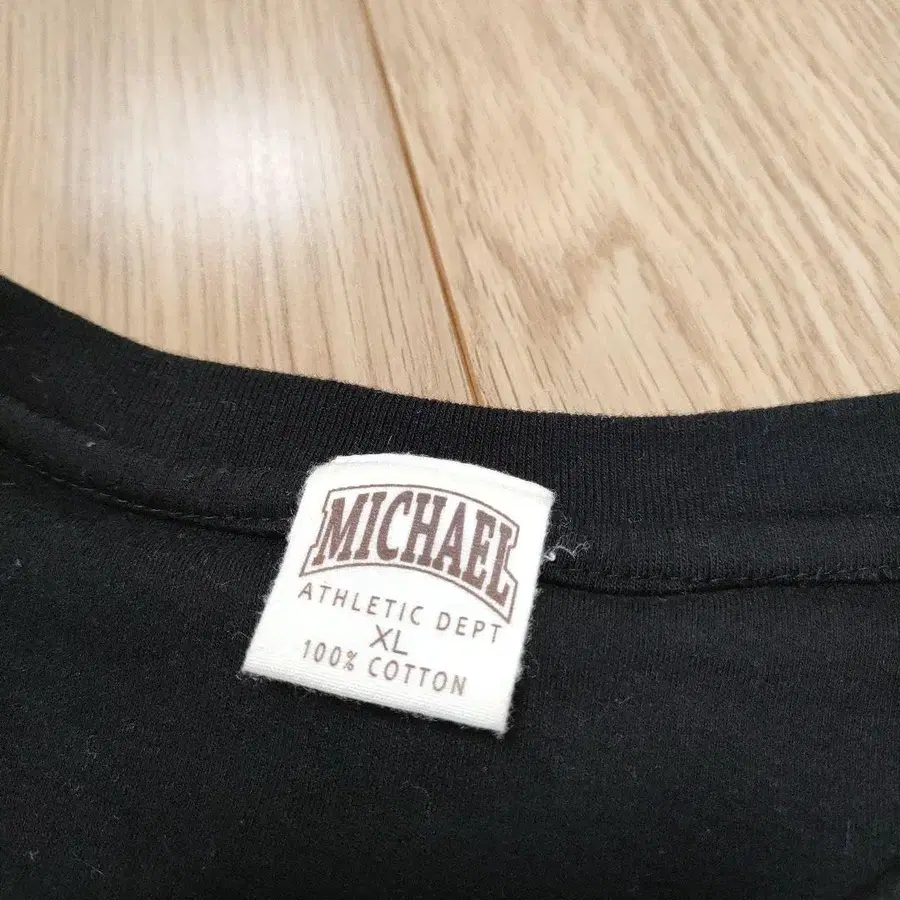 MICHAEL
ATHLETIC DEPT
XL
100% COTTON